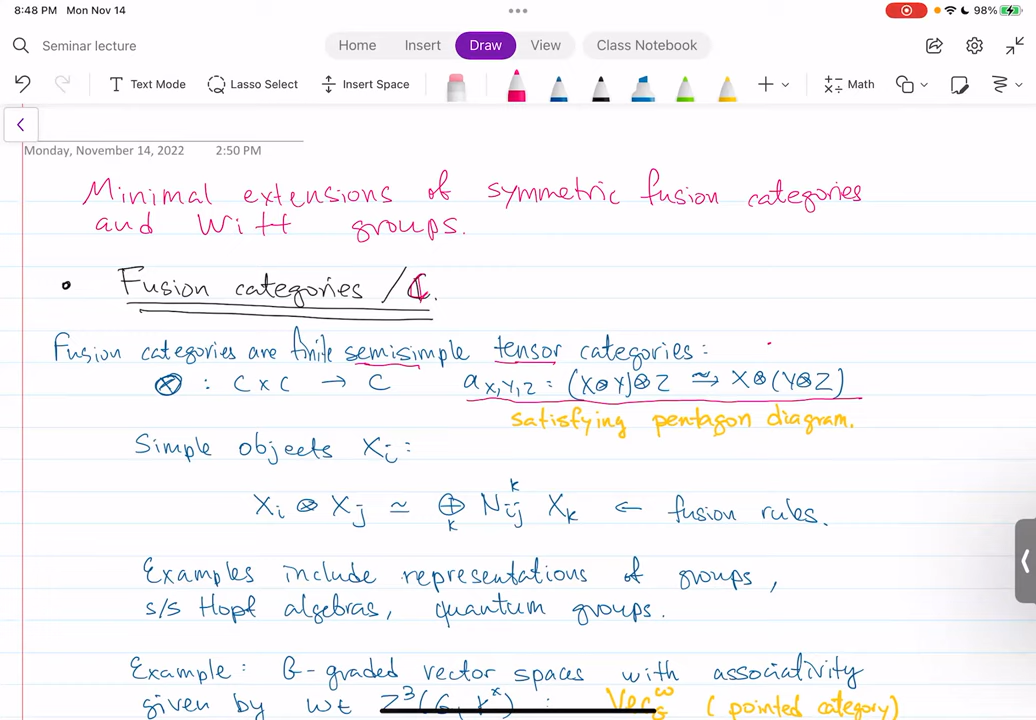 8:48 PM Mon Nov 14
98%
Seminar lecture
Home Insert Draw View Class Notebook
Text Mode Lasso Select Insert Space Math
Monday, November 14, 2022 2:50 PM
Minimal extensions of symmetric fusion categories
and Witt groups.
• Fusion categories / ℂ.
Fusion categories are finite semisimple tensor categories:
⊗ : C × C → C a_{X,Y,Z} = (X⊗Y)⊗Z ≃ X⊗(Y⊗Z)
satisfying pentagon diagram.
Simple objects X_i:
X_i ⊗ X_j ≃ ⊕_k N_{ij}^k X_k ← fusion rules.
Examples include representations of groups,
s/s Hopf algebras, quantum groups.
Example: G-graded vector spaces with associativity
given by w∈ Z³(G, k^×) : Vec_G^ω (pointed category)